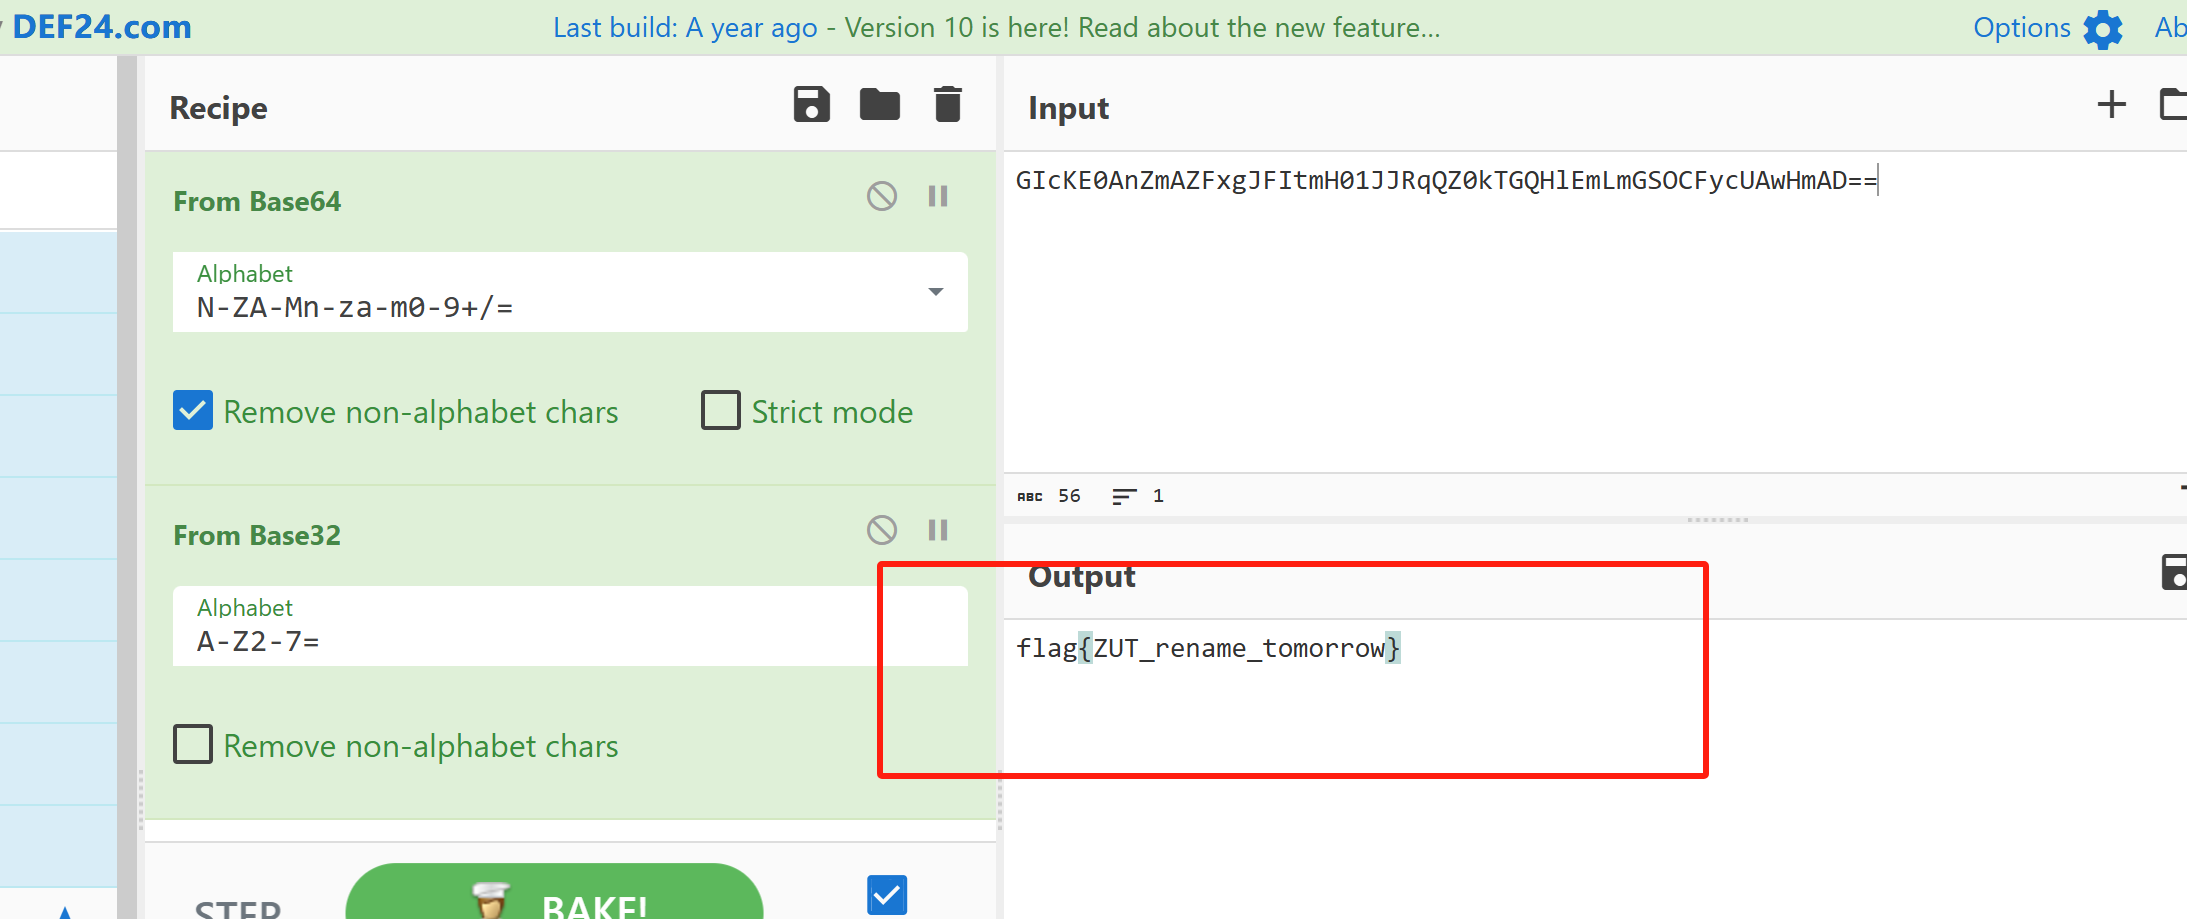 DEF24.com
Last build: A year ago - Version 10 is here! Read about the new feature...
Options
Recipe
Input
From Base64
Alphabet
N-ZA-Mn-za-m0-9+/=
Remove non-alphabet chars
Strict mode
From Base32
Alphabet
A-Z2-7=
Remove non-alphabet chars
STEP
BAKE!
GIcKE0AnZmAZFxgJFItmH01JJRqQZ0kTGQHlEmLmGSOCFycUAwHmAD==
ABC 56 1
Output
flag{ZUT_rename_tomorrow}